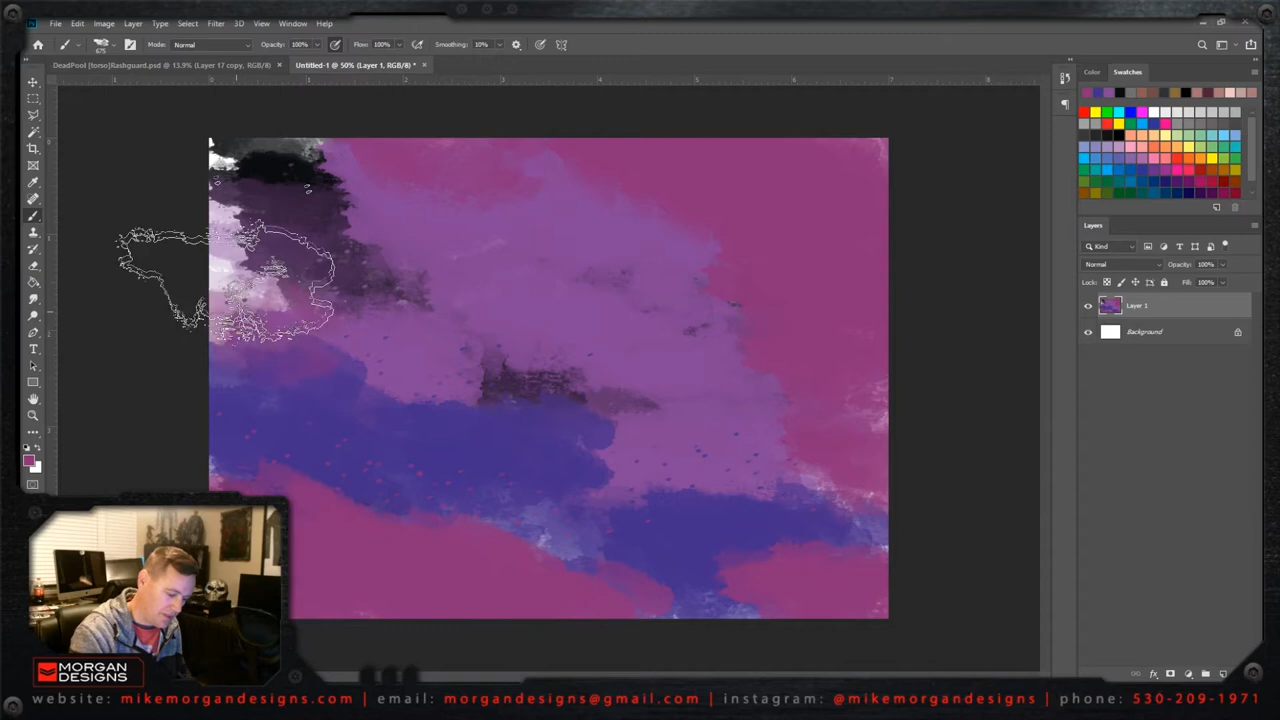 File Edit Image Layer Type Select Filter 3D View Window Help
675 Mode: Normal Opacity: 100% Flow: 100% Smoothing: 10%
DeadPool [torso]Rashguard.psd @ 13.9% (Layer 17 copy, RGB/8) × Untitled-1 @ 50% (Layer 1, RGB/8) * ×
Color Swatches
Layers
Kind
Normal Opacity: 100%
Lock: Fill: 100%
Layer 1
Background
MORGAN
DESIGNS
website: mikemorgandesigns.com | email: morgandesigns@gmail.com | instagram: @mikemorgandesigns | phone: 530-209-1971